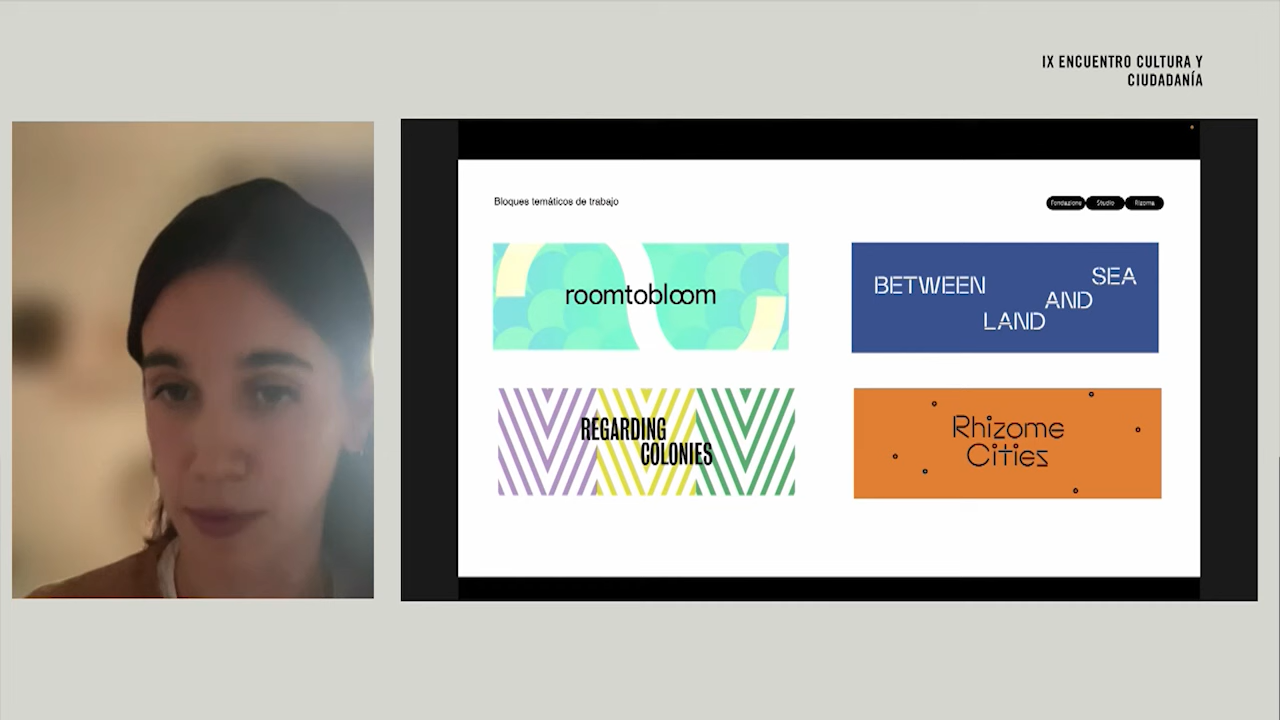 IX ENCUENTRO CULTURA Y
CIUDADANÍA
Bloques temáticos de trabajo
Fondazione Studio Rizoma
roomtobloom
BETWEEN
LAND
AND
SEA
REGARDING
COLONIES
Rhizome
Cities